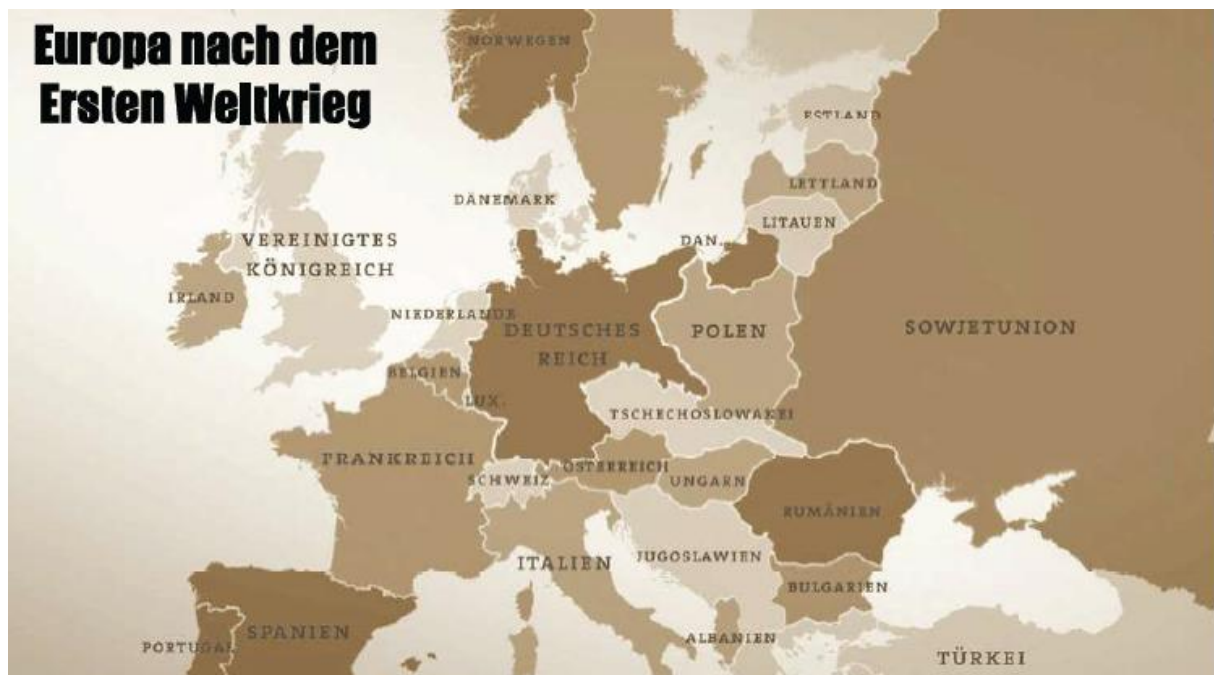 Europa nach dem
Ersten Weltkrieg
NORWEGEN
ESTLAND
LETTLAND
DÄNEMARK
LITAUEN
VEREINIGTES
KÖNIGREICH
DAN.
IRLAND
NIEDERLANDE
DEUTSCHES
REICH
POLEN
SOWJETUNION
BELGIEN
LUX.
TSCHECHOSLOWAKEI
FRANKREICH
SCHWEIZ
ÖSTERREICH
UNGARN
RUMÄNIEN
ITALIEN
JUGOSLAWIEN
BULGARIEN
SPANIEN
PORTUGAL
ALBANIEN
TÜRKEI